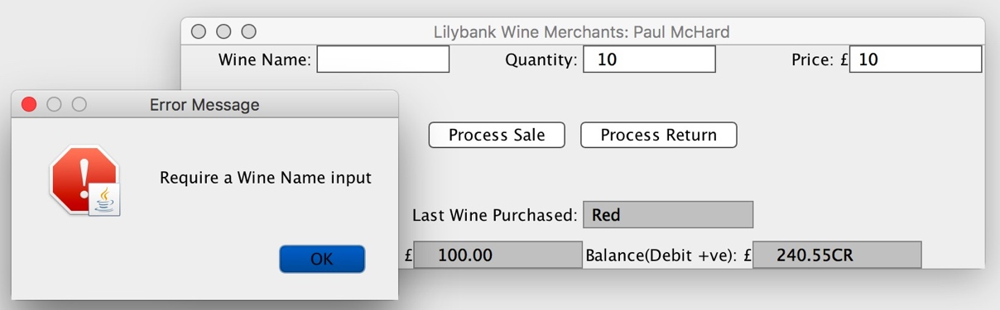 Lilybank Wine Merchants: Paul McHard
Wine Name: Quantity: 10 Price: £ 10
Error Message
Process Sale Process Return
Require a Wine Name input
Last Wine Purchased: Red
OK
£ 100.00 Balance(Debit +ve): £ 240.55CR